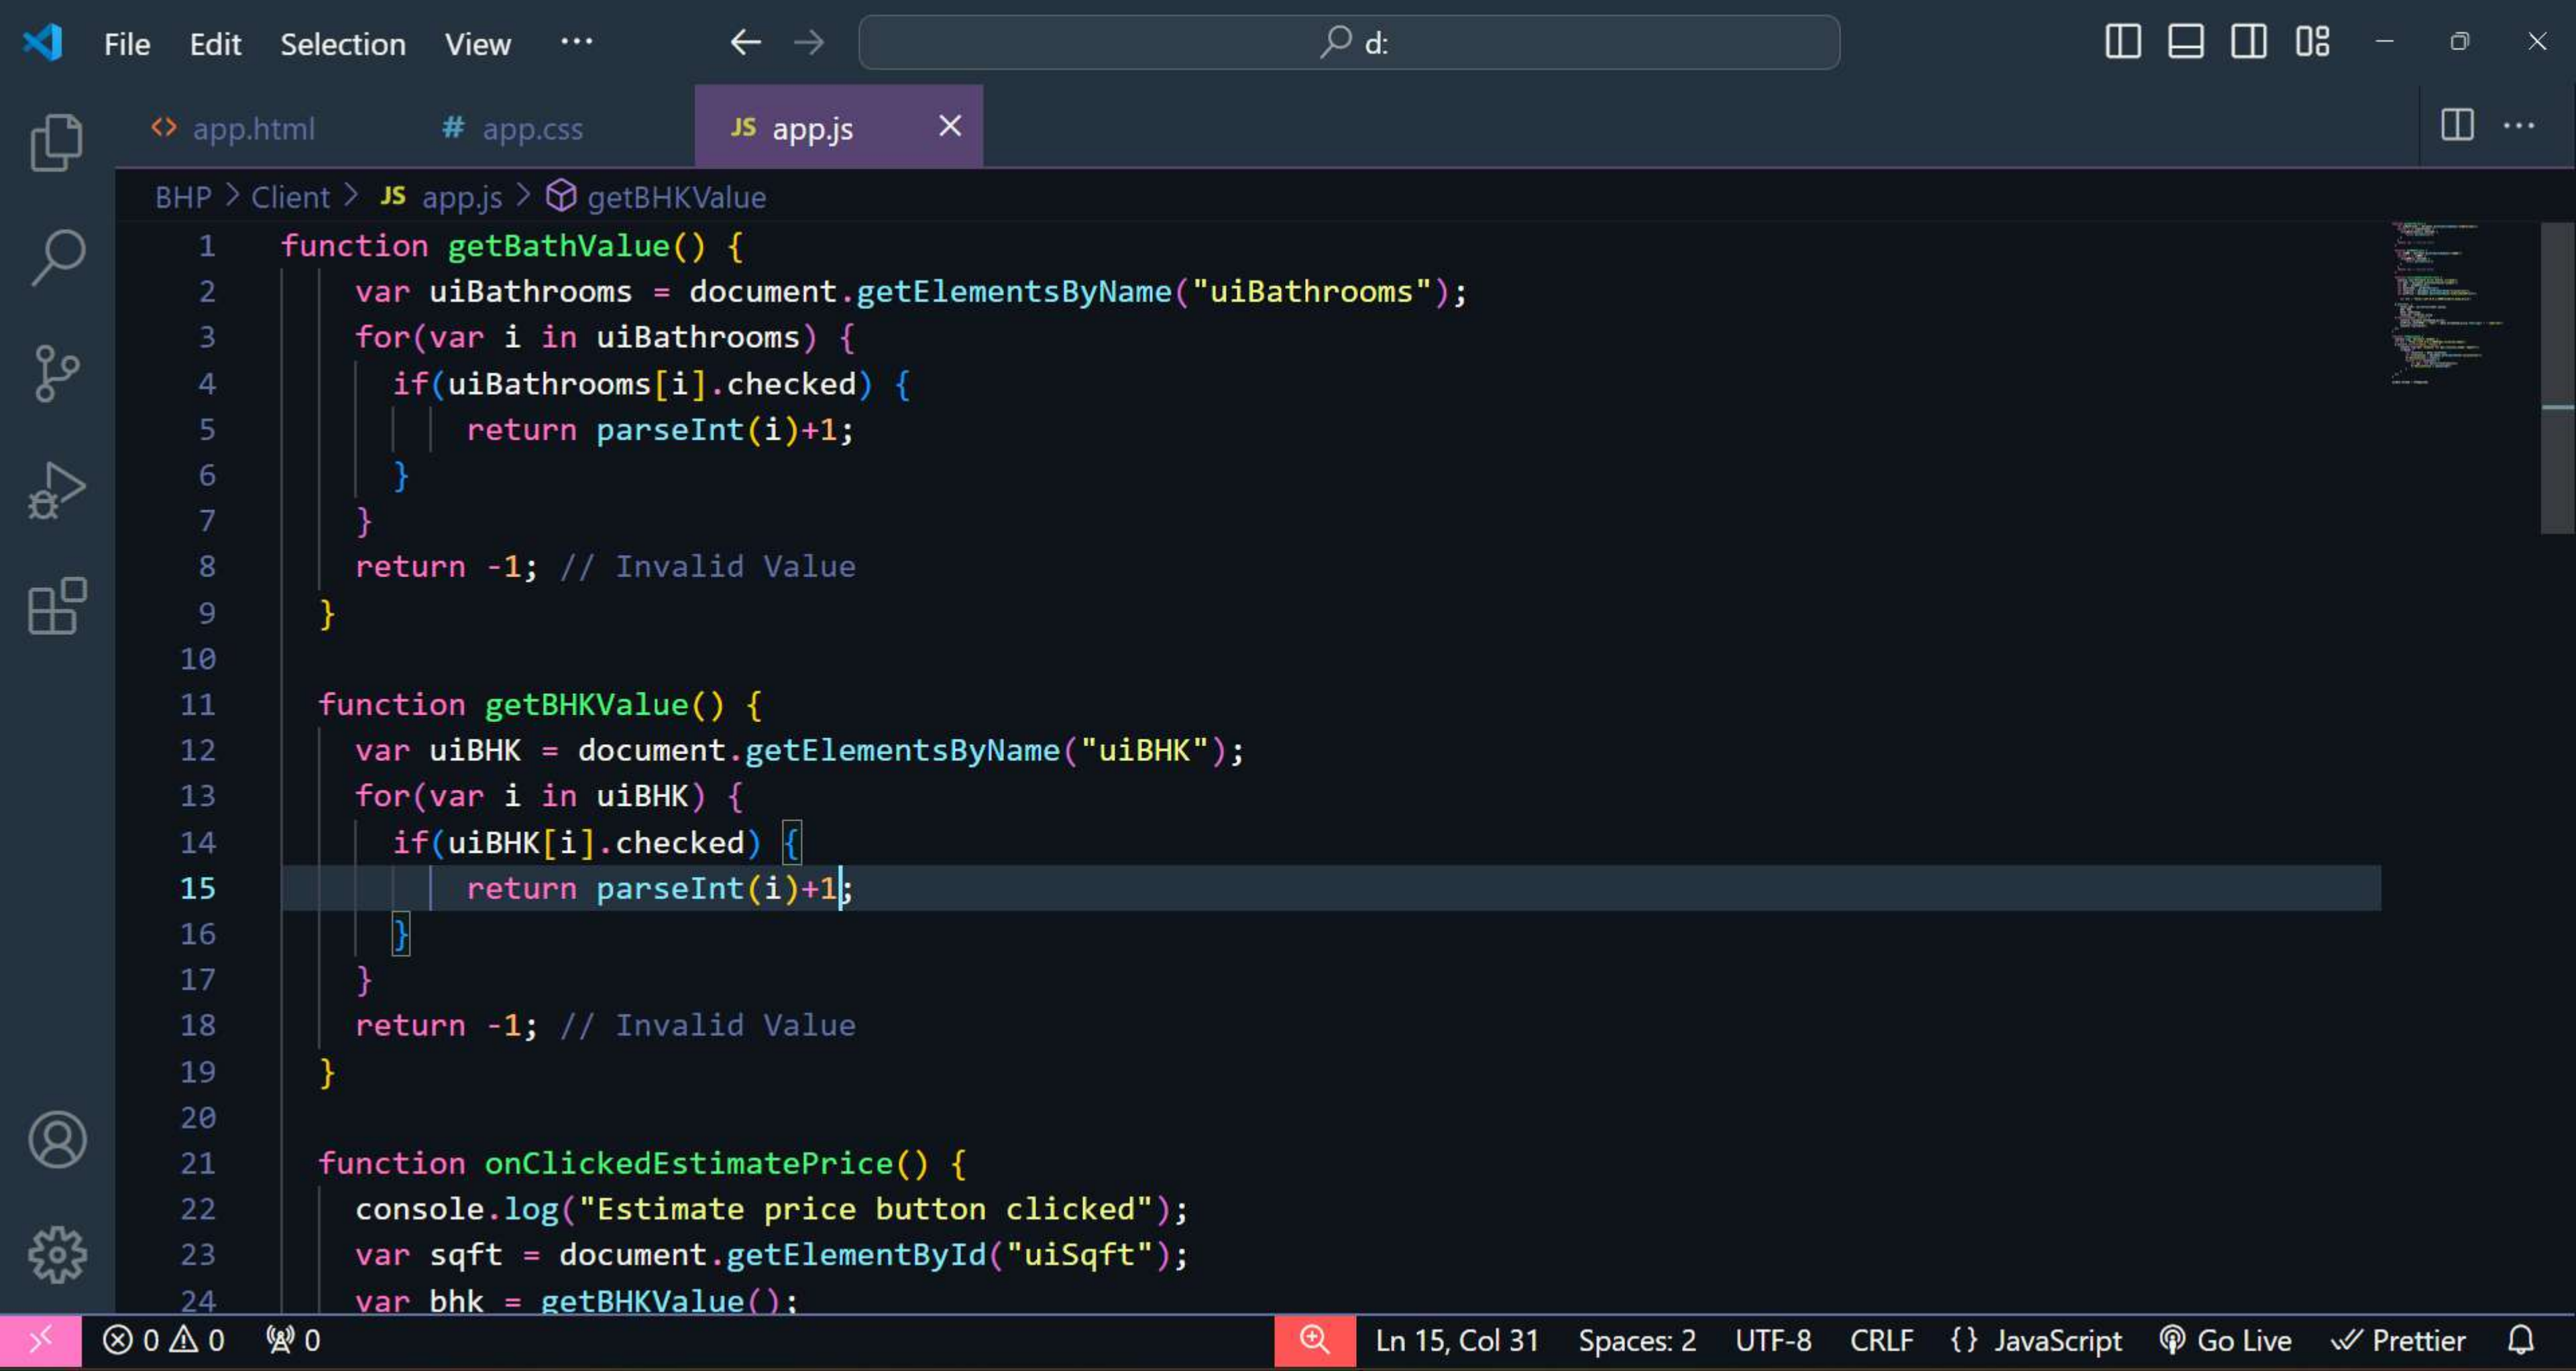 File Edit Selection View ··· d:
app.html # app.css JS app.js
BHP > Client > JS app.js > getBHKValue
1 function getBathValue() {
2 var uiBathrooms = document.getElementsByName("uiBathrooms");
3 for(var i in uiBathrooms) {
4 if(uiBathrooms[i].checked) {
5 return parseInt(i)+1;
6 }
7 }
8 return -1; // Invalid Value
9 }
10
11 function getBHKValue() {
12 var uiBHK = document.getElementsByName("uiBHK");
13 for(var i in uiBHK) {
14 if(uiBHK[i].checked) {
15 return parseInt(i)+1;
16 }
17 }
18 return -1; // Invalid Value
19 }
20
21 function onClickedEstimatePrice() {
22 console.log("Estimate price button clicked");
23 var sqft = document.getElementById("uiSqft");
24 var bhk = getBHKValue();
0 0 0 Ln 15, Col 31 Spaces: 2 UTF-8 CRLF {} JavaScript Go Live Prettier